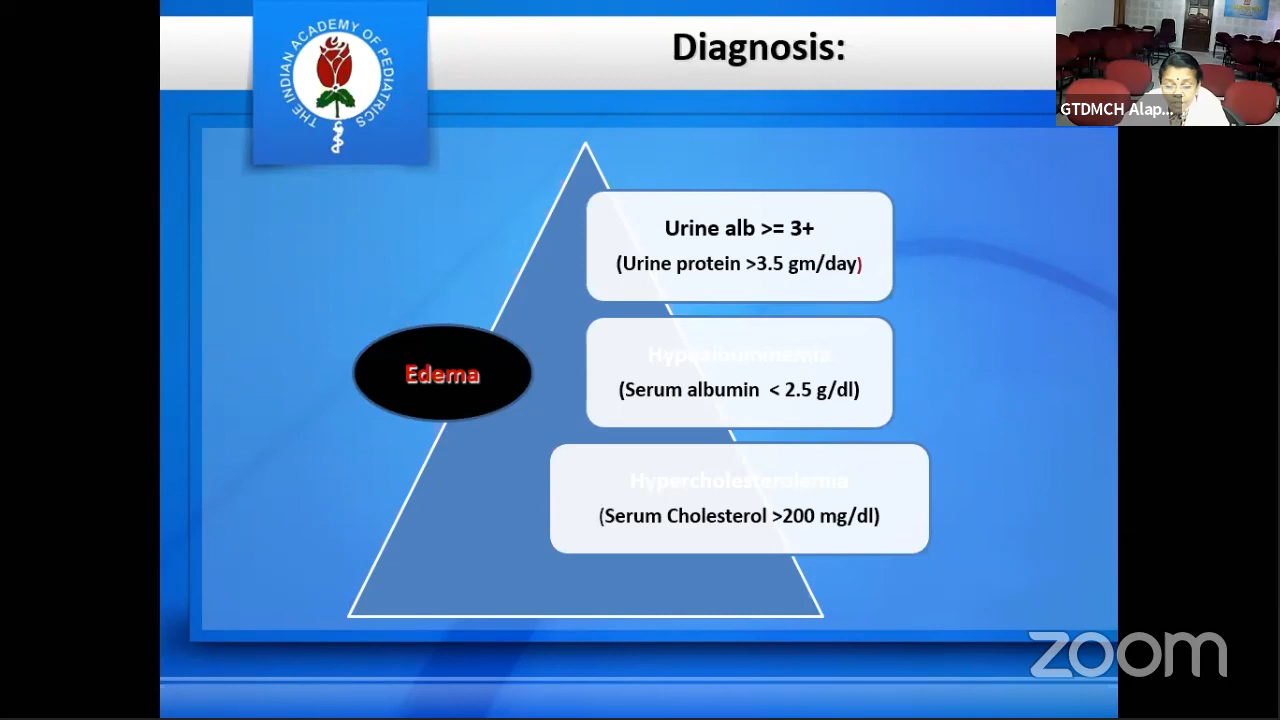 THE INDIAN ACADEMY OF PEDIATRICS
Diagnosis:
GTDMCH Alap...
Urine alb >= 3+
(Urine protein >3.5 gm/day)
Edema
Hypoalbuminemia
(Serum albumin < 2.5 g/dl)
Hypercholesterolemia
(Serum Cholesterol >200 mg/dl)
zoom